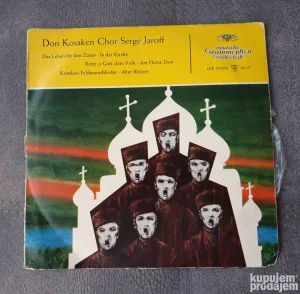 Don Kosaken Chor Serge Jaroff
Das Leben für den Zaren · In der Kirche
Rette, o Gott, dein Volk · Am Flusse Don
Kosaken-Feldmarschlieder · Alter Walzer
Deutsche
Grammophon
Gesellschaft
kupujem
prodajem